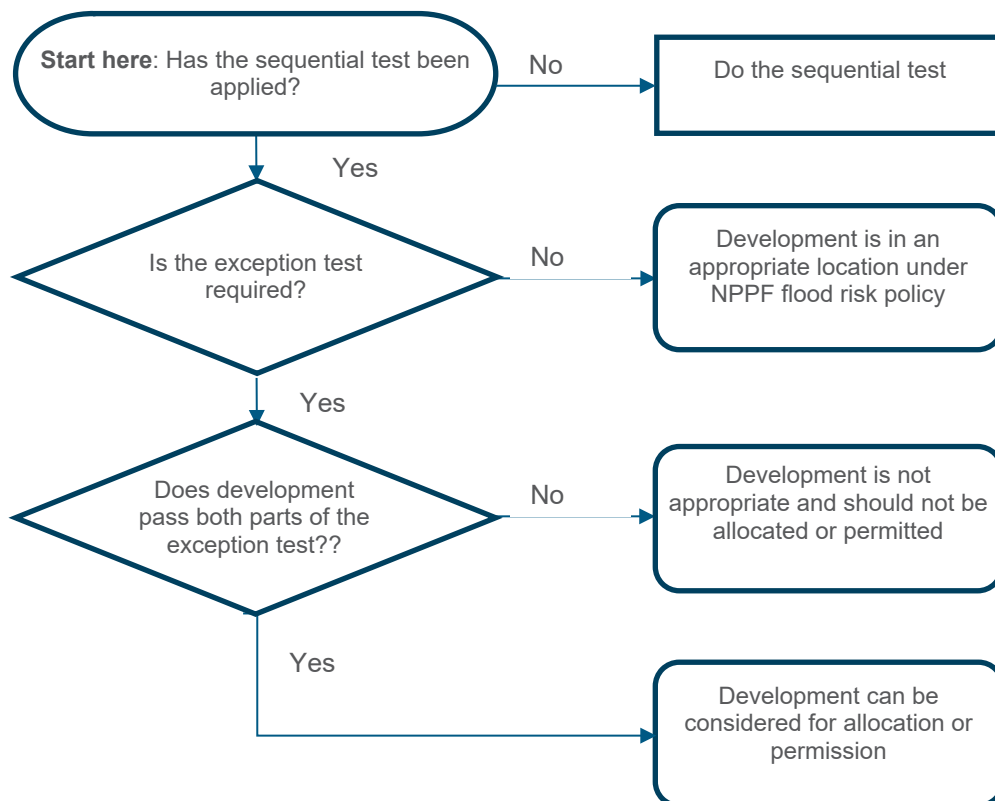 Start here: Has the sequential test been
applied?
No
Do the sequential test
Yes
Is the exception test
required?
No
Development is in an
appropriate location under
NPPF flood risk policy
Yes
Does development
pass both parts of the
exception test??
No
Development is not
appropriate and should not be
allocated or permitted
Yes
Development can be
considered for allocation or
permission